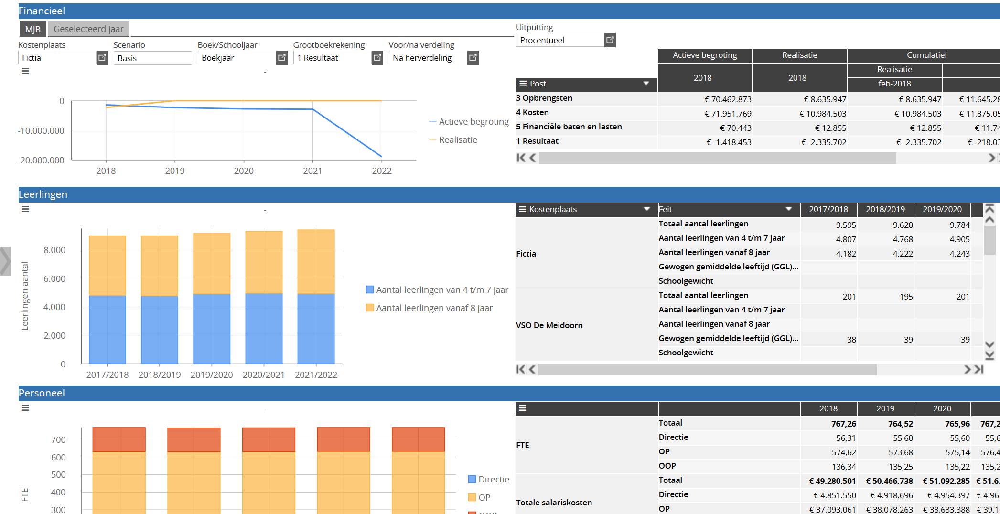 Financieel
MJB Geselecteerd jaar
Kostenplaats Scenario Boek/Schooljaar Grootboekrekening Voor/na verdeling
Fictia Basis Boekjaar 1 Resultaat Na herverdeling
-
0
-10.000.000
-20.000.000
2018 2019 2020 2021 2022
Actieve begroting
Realisatie
Uitputting
Procentueel
Actieve begroting Realisatie Cumulatief
Realisatie
2018 2018
Post feb-2018
3 Opbrengsten € 70.462.873 € 8.635.947 € 8.635.947 € 11.645.28
4 Kosten € 71.951.769 € 10.984.503 € 10.984.503 € 11.875.05
5 Financiële baten en lasten € 70.443 € 12.855 € 12.855 € 11.74
1 Resultaat € -1.418.453 € -2.335.702 € -2.335.702 € -218.03
Leerlingen
-
Leerlingen aantal
8.000
6.000
4.000
2.000
0
2017/2018 2018/2019 2019/2020 2020/2021 2021/2022
Aantal leerlingen van 4 t/m 7 jaar
Aantal leerlingen vanaf 8 jaar
Kostenplaats Feit 2017/2018 2018/2019 2019/2020
Fictia
Totaal aantal leerlingen 9.595 9.620 9.784
Aantal leerlingen van 4 t/m 7 jaar 4.807 4.768 4.905
Aantal leerlingen vanaf 8 jaar 4.182 4.222 4.243
Gewogen gemiddelde leeftijd (GGL)...
Schoolgewicht
VSO De Meidoorn
Totaal aantal leerlingen 201 195 201
Aantal leerlingen van 4 t/m 7 jaar
Aantal leerlingen vanaf 8 jaar
Gewogen gemiddelde leeftijd (GGL)... 38 39 39
Schoolgewicht
Personeel
-
FTE
700
600
500
400
300
Directie
OP
2018 2019 2020
FTE
Totaal 767,26 764,52 765,96 767,2
Directie 56,31 55,60 55,60 55,6
OP 574,62 573,68 575,14 576,4
OOP 136,34 135,25 135,22 135,2
Totale salariskosten
Totaal € 49.280.501 € 50.466.738 € 51.092.285 € 51.6.
Directie € 4.851.550 € 4.918.696 € 4.954.397 € 4.96.
OP € 37.093.061 € 38.078.263 € 38.633.388 € 39.1.